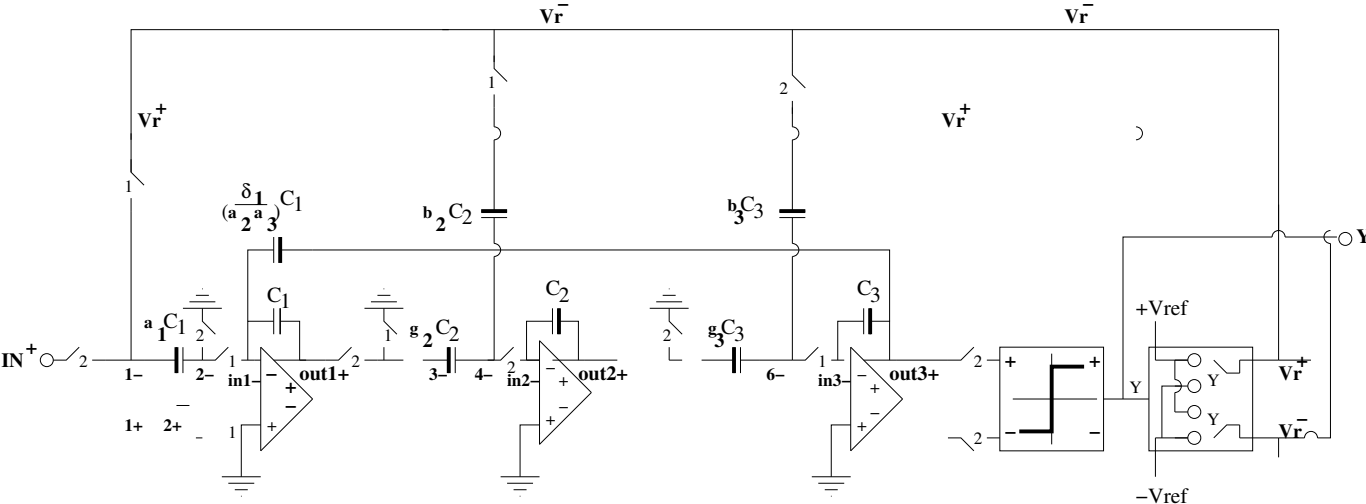 Vr⁻ Vr⁻
1 2
Vr⁺ Vr⁺
1
(δ₁/a₂a₃)C₁ b₂C₂ b₃C₃
Y
C₁ C₂ C₃
+Vref
a₁C₁ 2 1 g₂C₂ 2 g₃C₃
IN⁺ 2 1 2 2 1 2
1- 2- in1- out1+ 3- 4- in2- out2+ 6- in3- out3+
− + − + − − + − + + Y Y Vr⁺
1+ 2+ 1 + + + 2 − − Y Vr⁻
−Vref